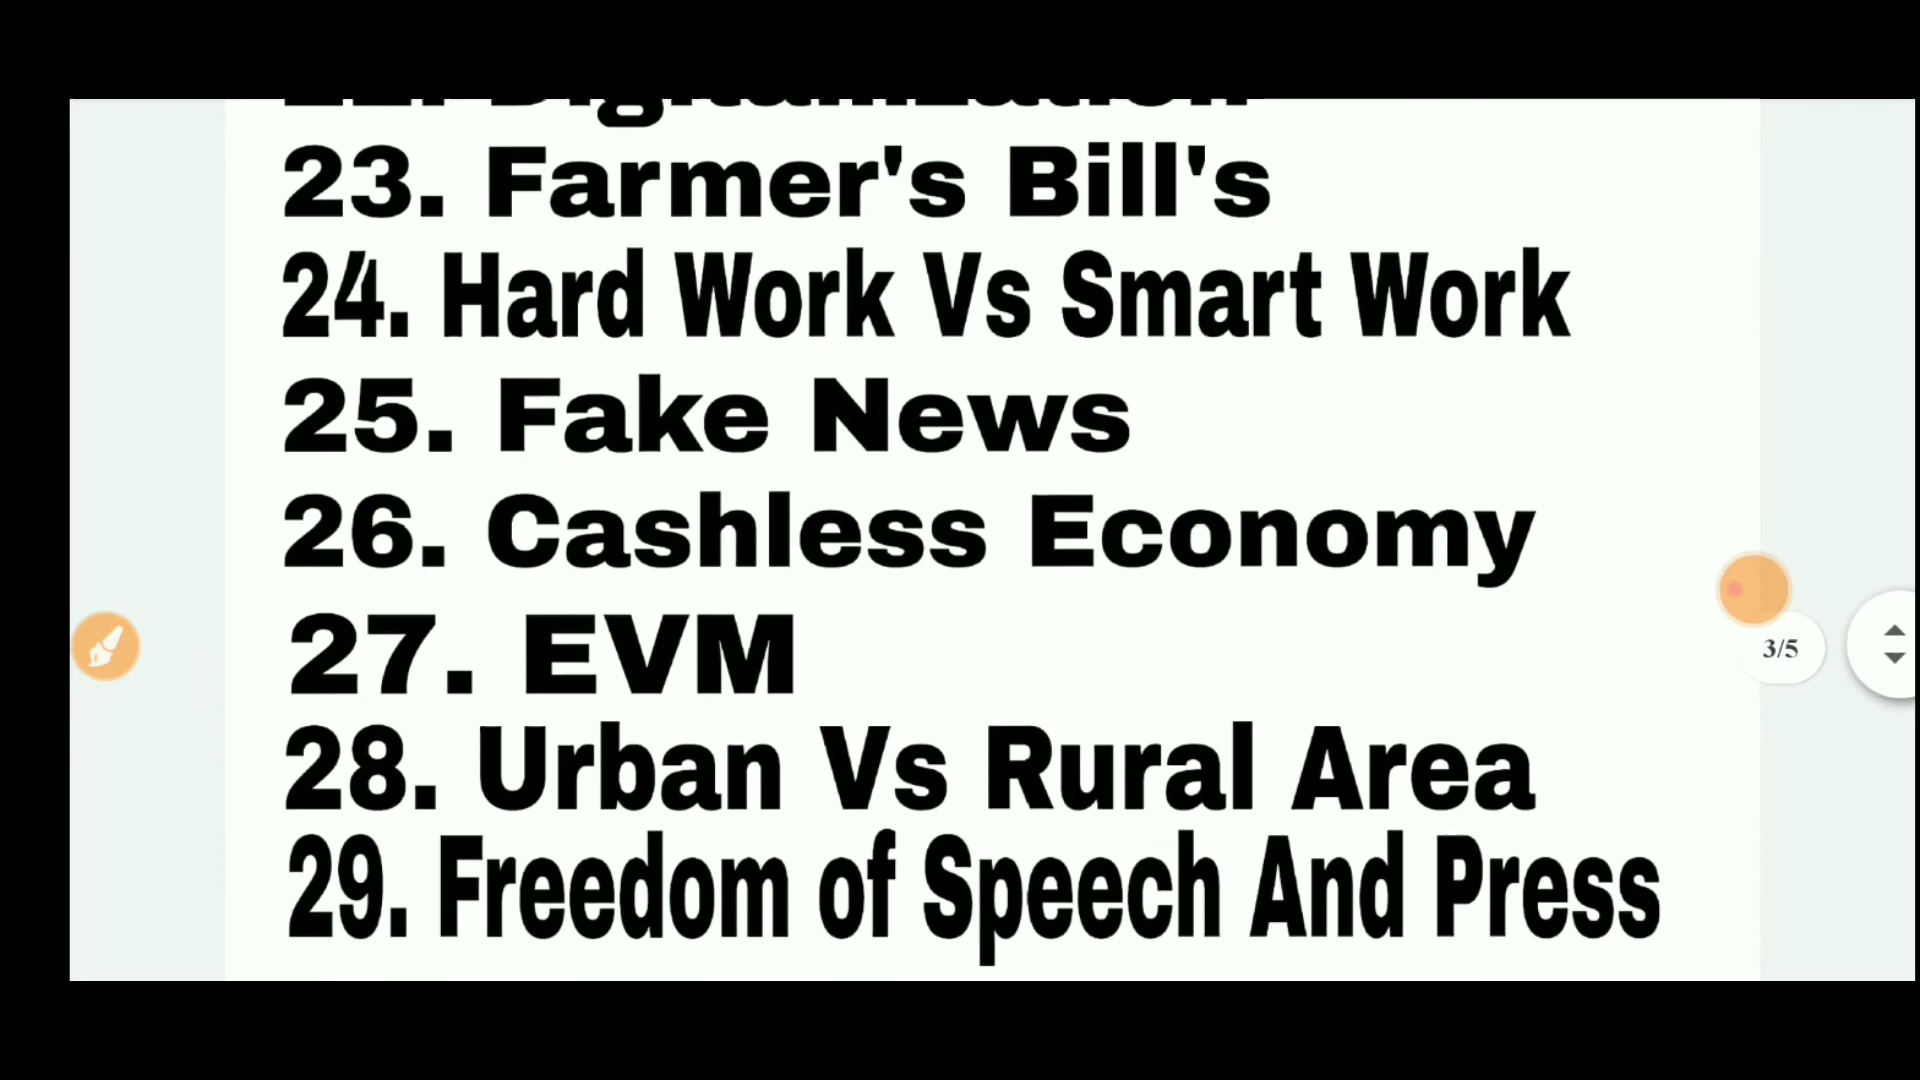 23. Farmer's Bill's
24. Hard Work Vs Smart Work
25. Fake News
26. Cashless Economy
27. EVM
3/5
28. Urban Vs Rural Area
29. Freedom of Speech And Press